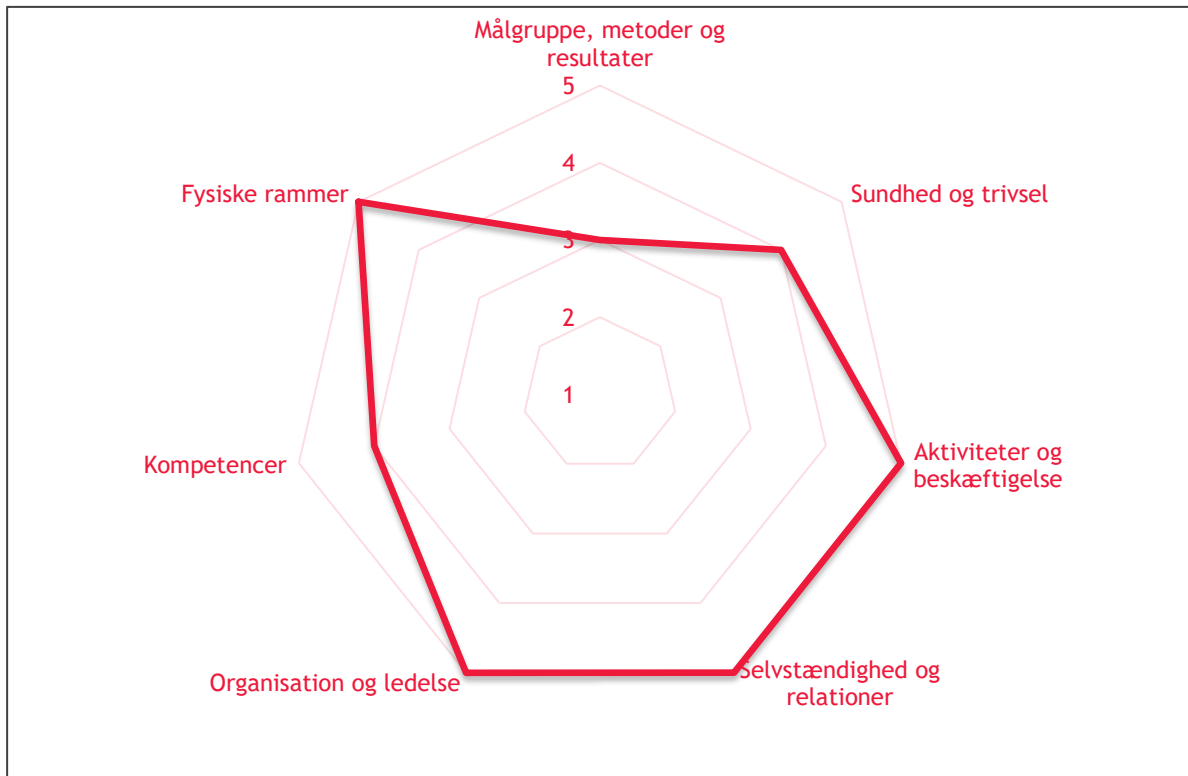 Målgruppe, metoder og
resultater
5
4
3
2
1
Sundhed og trivsel
Aktiviteter og
beskæftigelse
Selvstændighed og
relationer
Organisation og ledelse
Kompetencer
Fysiske rammer